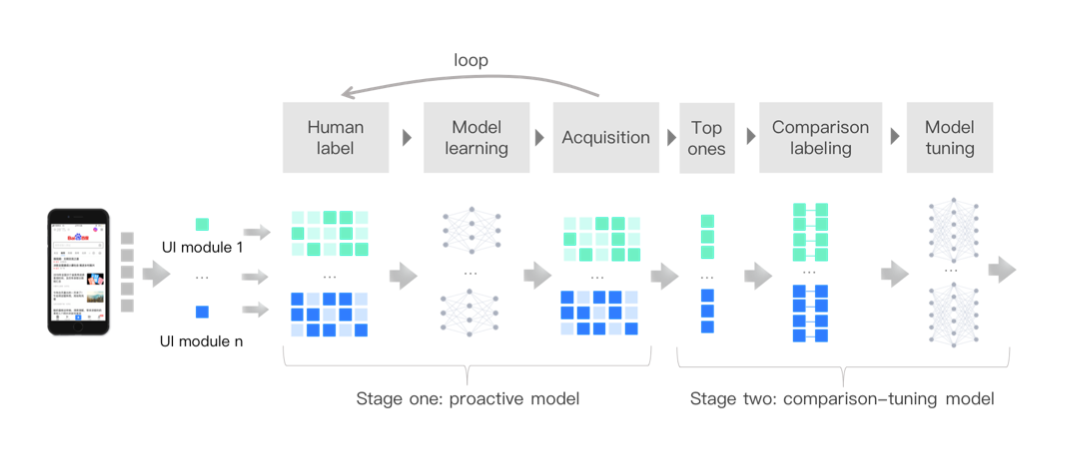 loop
Human
label
Model
learning
Acquisition
Top
ones
Comparison
labeling
Model
tuning
UI module 1
...
UI module n
...
...
...
...
...
Stage one: proactive model
Stage two: comparison-tuning model